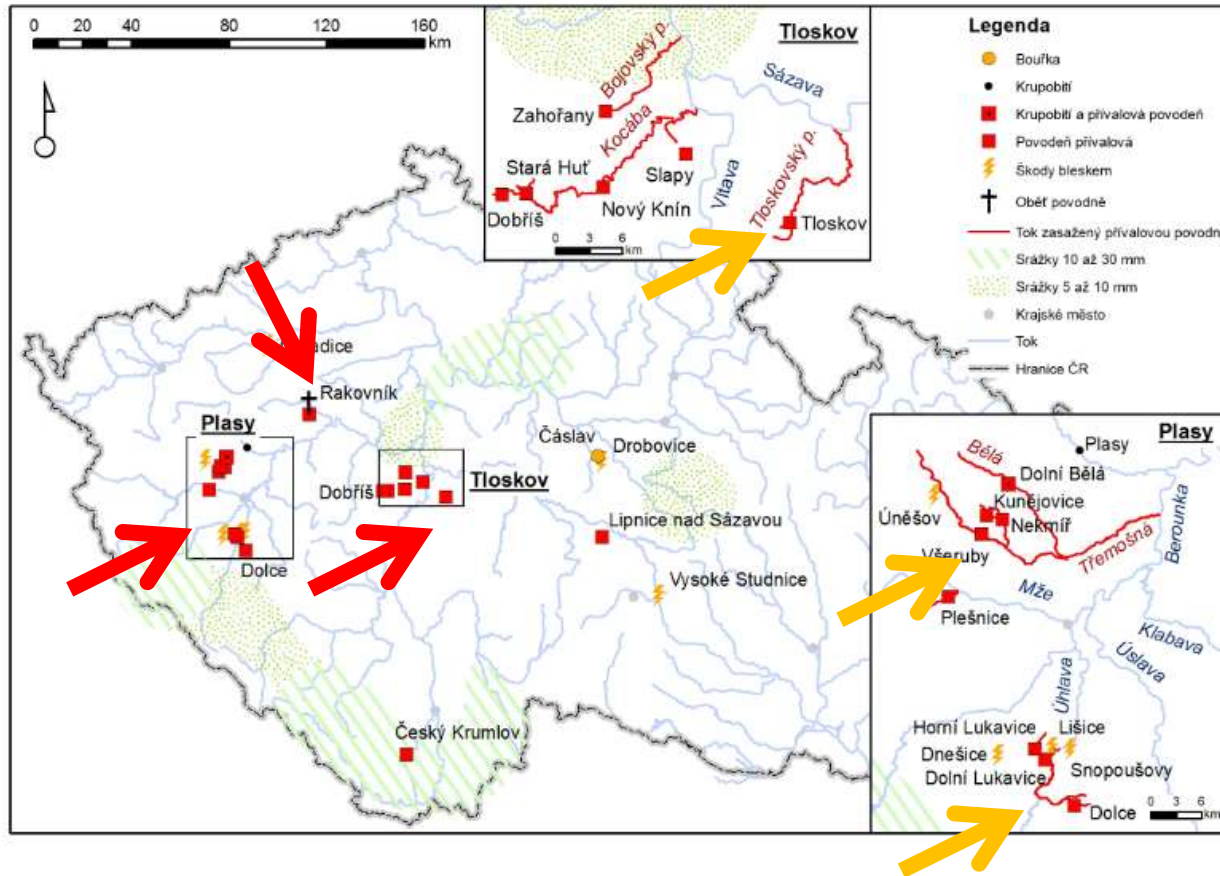 0 40 80 120 160
km
Tloskov
Bojovský p.
Sázava
Zahořany
Kocába
Stará Huť
Slapy
Vltava
Tloskovský p.
Dobříš
Nový Knín
Tloskov
0 3 6
km
Legenda
Bouřka
Krupobití
Krupobití a přívalová povodeň
Povodeň přívalová
Škody bleskem
Oběť povodně
Tok zasažený přívalovou povodn
Srážky 10 až 30 mm
Srážky 5 až 10 mm
Krajské město
Tok
Hranice ČR
adice
Rakovník
Plasy
Čáslav
Drobovice
Dobříš
Tloskov
Lipnice nad Sázavou
Dolce
Vysoké Studnice
Český Krumlov
Plasy
Plasy
Bělá
Dolní Bělá
Kunějovice
Úněšov
Nekmíř
Berounka
Všeruby
Třemošná
Mže
Plešnice
Klabava
Úslava
Úhlava
Horní Lukavice
Lišice
Dnešice
Snopoušovy
Dolní Lukavice
Dolce
0 3 6
km